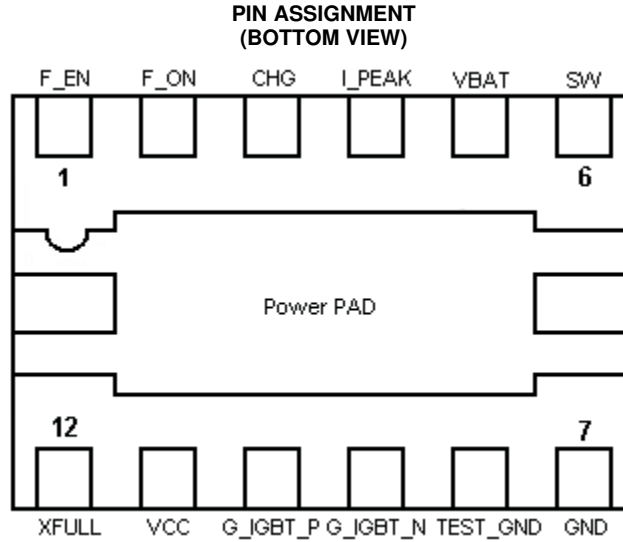 PIN ASSIGNMENT
(BOTTOM VIEW)
F_EN F_ON CHG I_PEAK VBAT SW
1 6
Power PAD
12 7
XFULL VCC G_IGBT_P G_IGBT_N TEST_GND GND